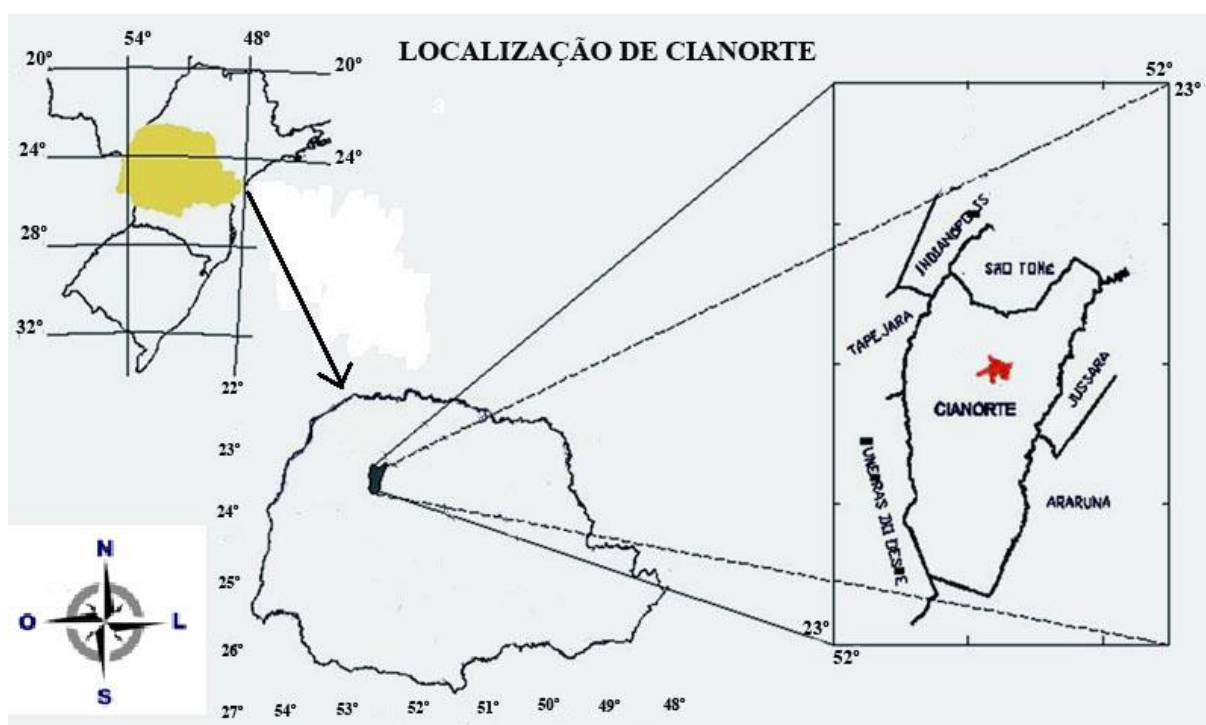 LOCALIZAÇÃO DE CIANORTE
54° 48°
20° 20°
24° 24°
28°
32°
52°
23°
INDIANÓPOLIS
SÃO TOMÉ
TAPEJARA
JUSSARA
CIANORTE
ARARUNA
23°
52°
22°
23°
24°
25°
26°
27° 54° 53° 52° 51° 50° 49° 48°
N
O L
S